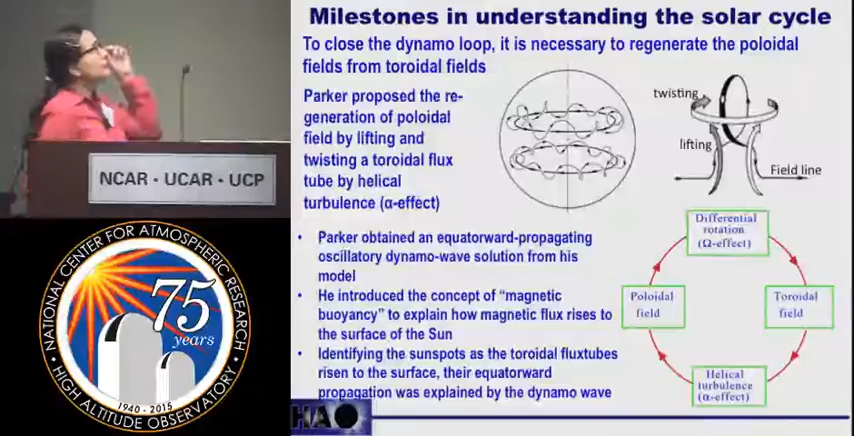 Milestones in understanding the solar cycle
To close the dynamo loop, it is necessary to regenerate the poloidal
fields from toroidal fields
Parker proposed the re-
generation of poloidal
field by lifting and
twisting a toroidal flux
tube by helical
turbulence (α-effect)
twisting
lifting
Field line
• Parker obtained an equatorward-propagating
oscillatory dynamo-wave solution from his
model
• He introduced the concept of “magnetic
buoyancy” to explain how magnetic flux rises to
the surface of the Sun
• Identifying the sunspots as the toroidal fluxtubes
risen to the surface, their equatorward
propagation was explained by the dynamo wave
Differential
rotation
(Ω-effect)
Poloidal
field
Toroidal
field
Helical
turbulence
(α-effect)
HAO
NCAR • UCAR • UCP
NATIONAL CENTER FOR ATMOSPHERIC RESEARCH
75
years
1940 - 2015
HIGH ALTITUDE OBSERVATORY